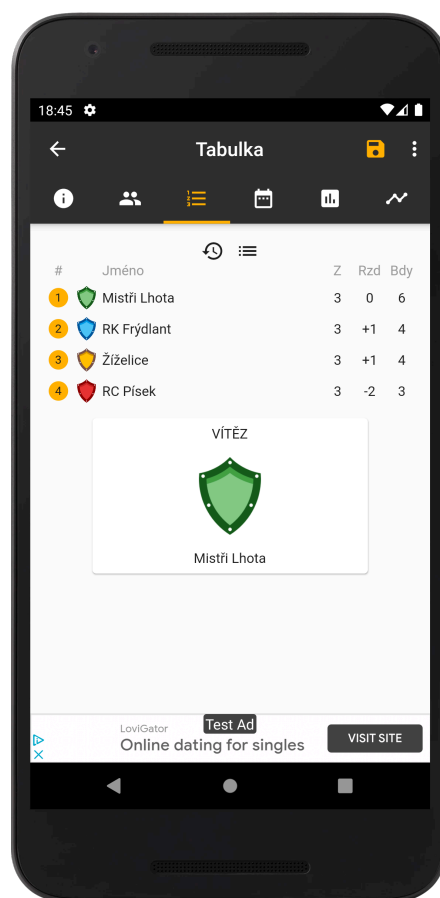 18:45
Tabulka
# Jméno Z Rzd Bdy
1 Mistři Lhota 3 0 6
2 RK Frýdlant 3 +1 4
3 Žíželice 3 +1 4
4 RC Písek 3 -2 3
VÍTĚZ
Mistři Lhota
Test Ad
LoviGator
Online dating for singles
VISIT SITE